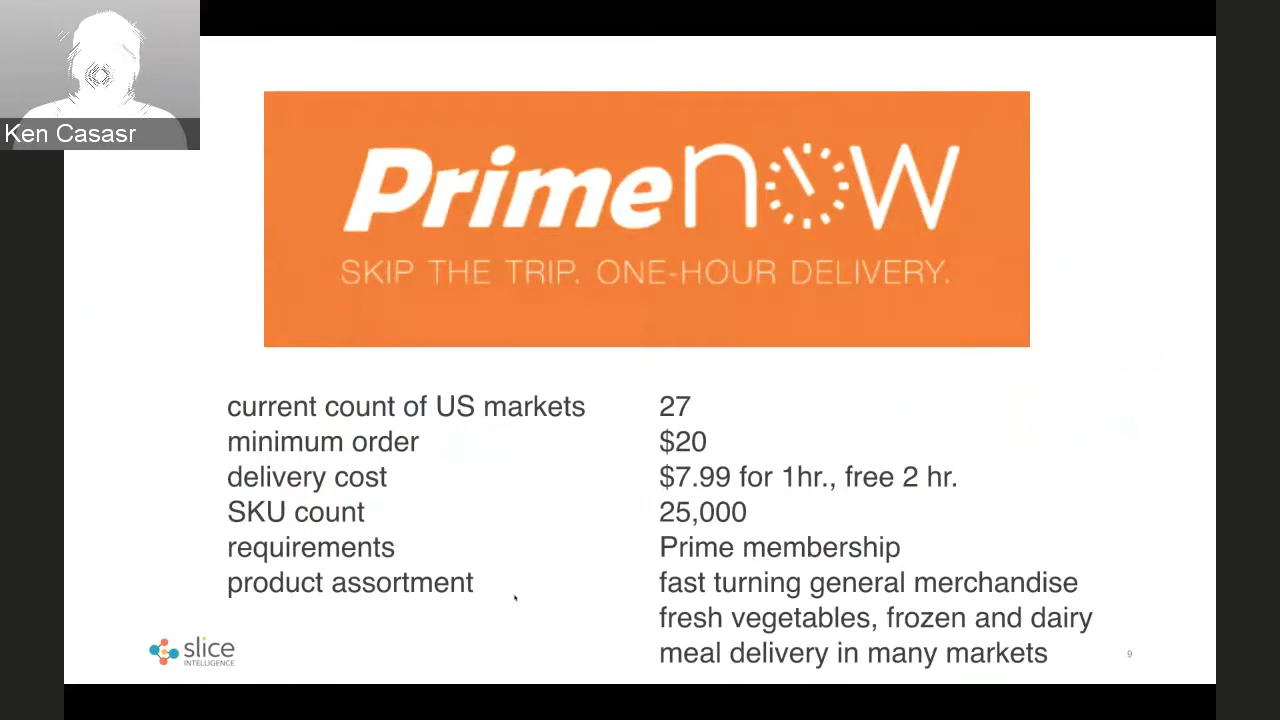 Ken Casasr
Prime now
SKIP THE TRIP. ONE-HOUR DELIVERY.
current count of US markets 27
minimum order $20
delivery cost $7.99 for 1hr., free 2 hr.
SKU count 25,000
requirements Prime membership
product assortment fast turning general merchandise
fresh vegetables, frozen and dairy
meal delivery in many markets
slice
INTELLIGENCE
9